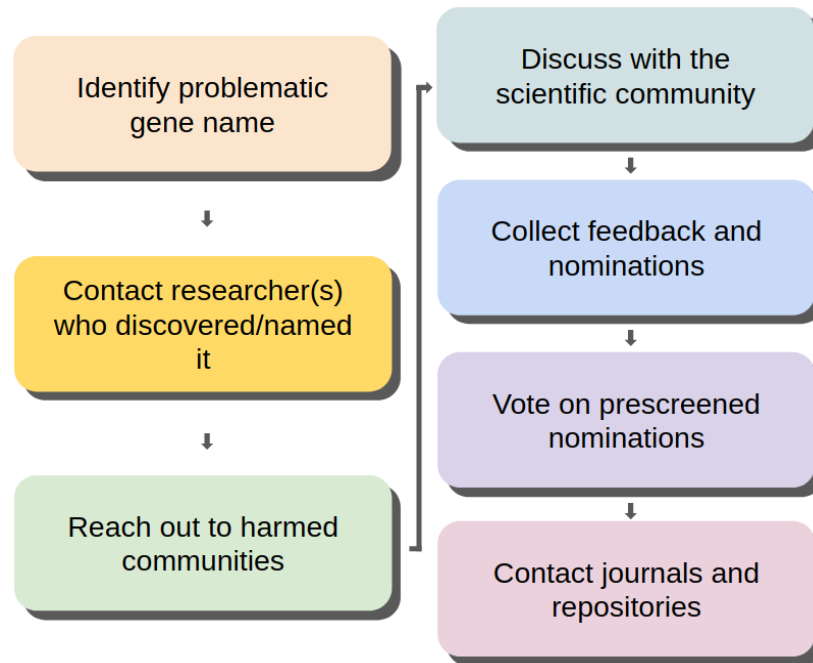 Identify problematic
gene name
Contact researcher(s)
who discovered/named
it
Reach out to harmed
communities
Discuss with the
scientific community
Collect feedback and
nominations
Vote on prescreened
nominations
Contact journals and
repositories